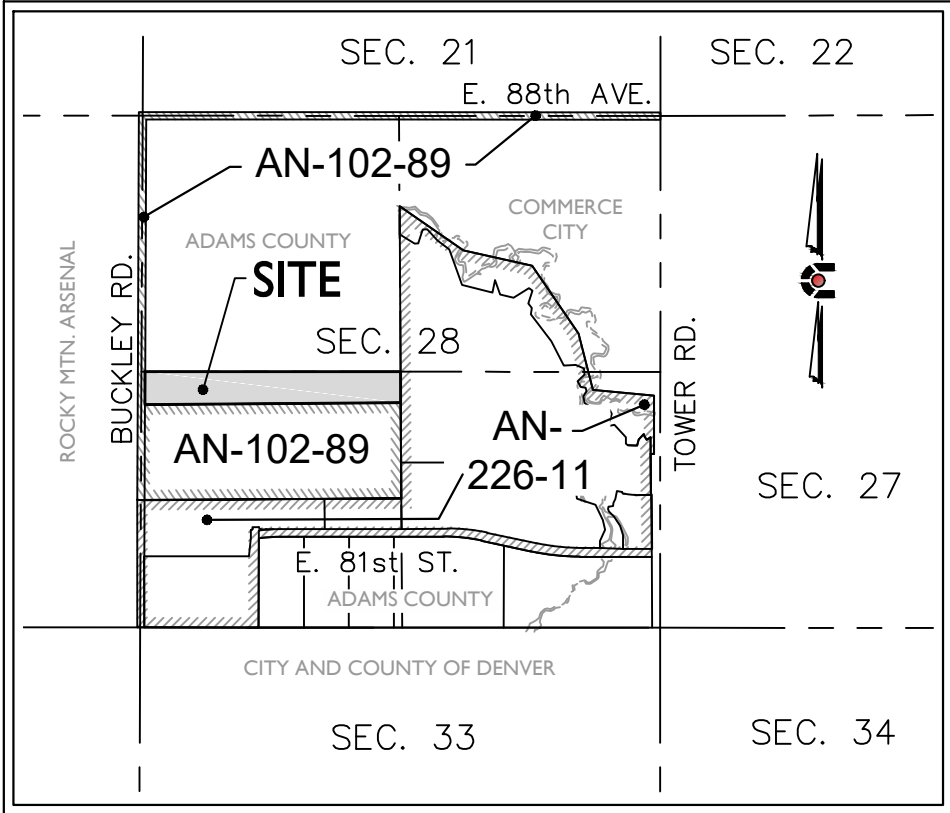 SEC. 21
SEC. 22
E. 88th AVE.
AN-102-89
COMMERCE
CITY
ADAMS COUNTY
SITE
ROCKY MTN. ARSENAL
BUCKLEY RD.
SEC. 28
TOWER RD.
AN-
226-11
AN-102-89
SEC. 27
E. 81st ST.
ADAMS COUNTY
CITY AND COUNTY OF DENVER
SEC. 33
SEC. 34